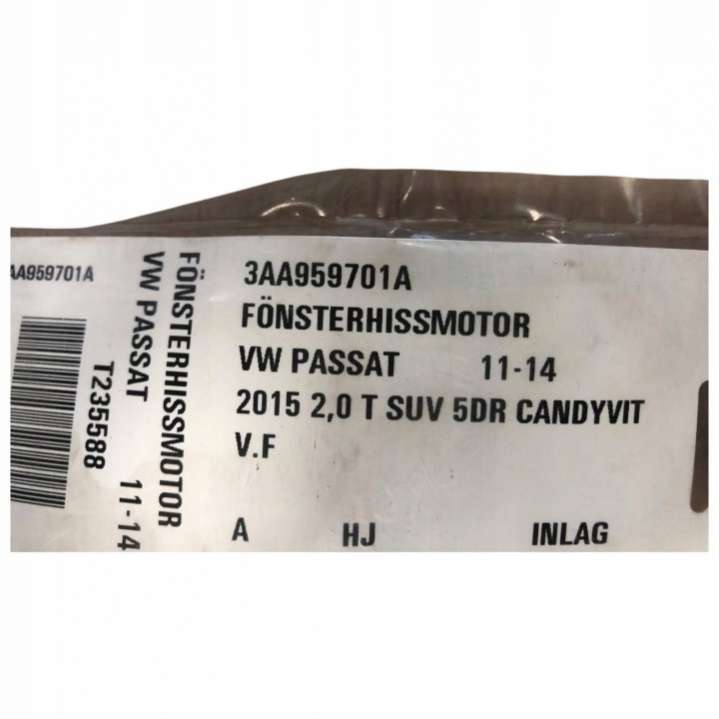 3AA959701A
FÖNSTERHISSMOTOR
VW PASSAT 11-14
2015 2,0 T SUV 5DR CANDYVIT
V.F
A HJ INLAG
FÖNSTERHISSMOTOR
VW PASSAT 11-14
T235588
AA959701A